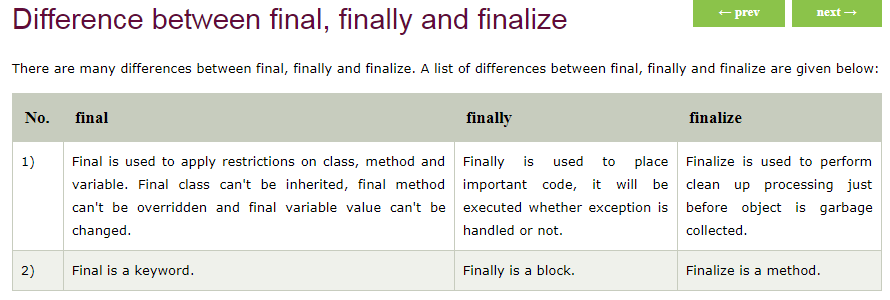 Difference between final, finally and finalize
← prev
next →
There are many differences between final, finally and finalize. A list of differences between final, finally and finalize are given below:
No. final finally finalize
1)
Final is used to apply restrictions on class, method and
variable. Final class can't be inherited, final method
can't be overridden and final variable value can't be
changed.
Finally is used to place
important code, it will be
executed whether exception is
handled or not.
Finalize is used to perform
clean up processing just
before object is garbage
collected.
2) Final is a keyword. Finally is a block. Finalize is a method.